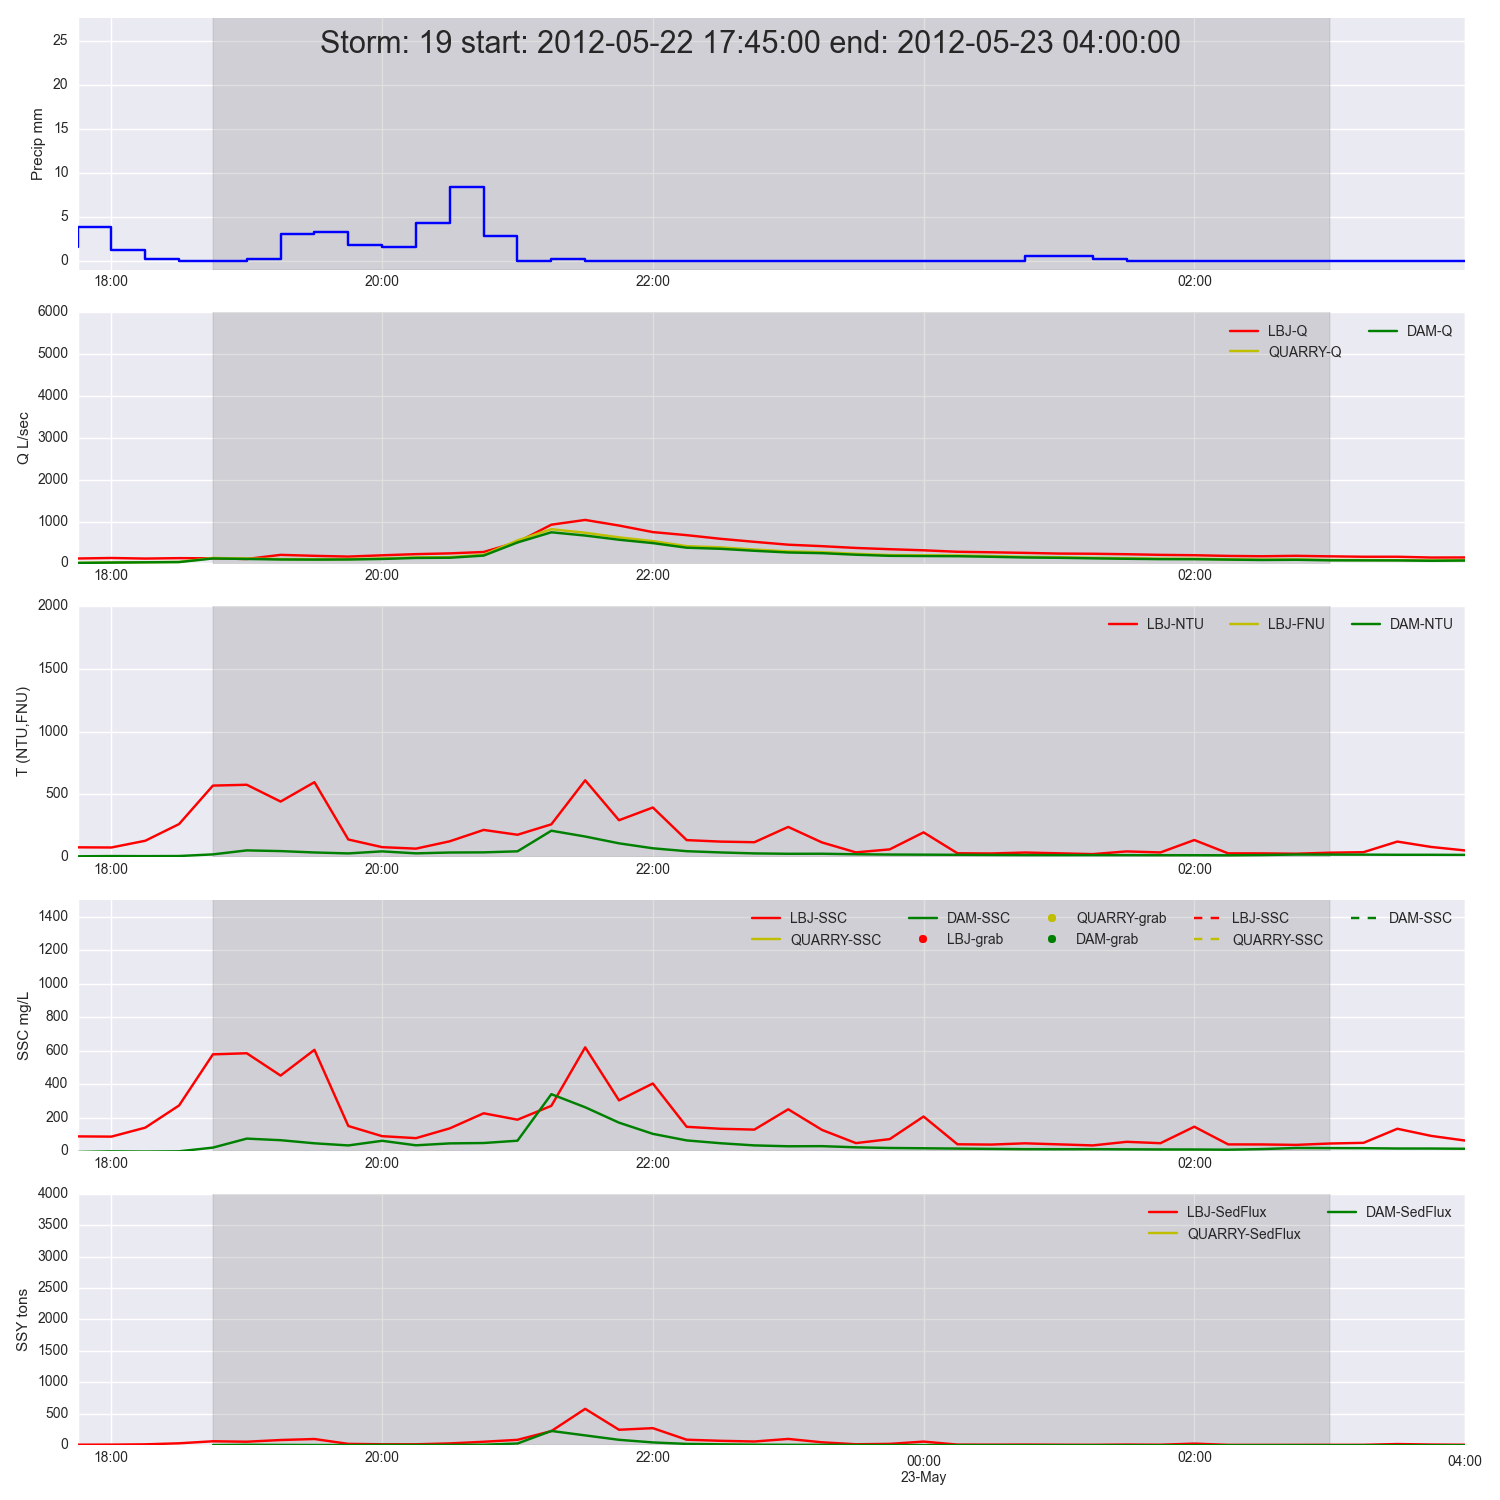 Storm: 19 start: 2012-05-22 17:45:00 end: 2012-05-23 04:00:00
Precip mm
25
20
15
10
5
0
18:00 20:00 22:00 02:00
Q L/sec
6000
5000
4000
3000
2000
1000
0
LBJ-Q DAM-Q
QUARRY-Q
18:00 20:00 22:00 02:00
T (NTU,FNU)
2000
1500
1000
500
0
LBJ-NTU LBJ-FNU DAM-NTU
18:00 20:00 22:00 02:00
SSC mg/L
1400
1200
1000
800
600
400
200
0
LBJ-SSC DAM-SSC QUARRY-grab LBJ-SSC DAM-SSC
QUARRY-SSC LBJ-grab DAM-grab QUARRY-SSC
18:00 20:00 22:00 02:00
SSY tons
4000
3500
3000
2500
2000
1500
1000
500
0
LBJ-SedFlux DAM-SedFlux
QUARRY-SedFlux
18:00 20:00 22:00 00:00 02:00 04:00
23-May